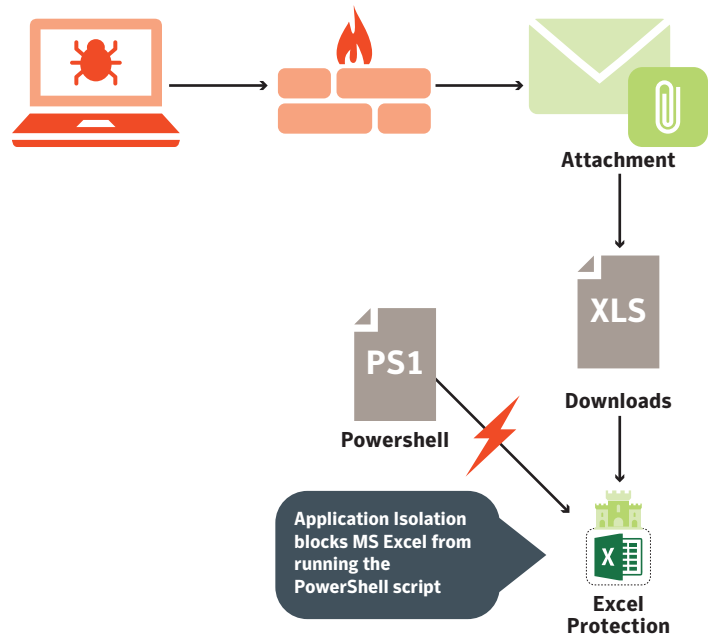 Attachment
XLS
PS1
Downloads
Powershell
Application Isolation
blocks MS Excel from
running the
PowerShell script
X
Excel
Protection